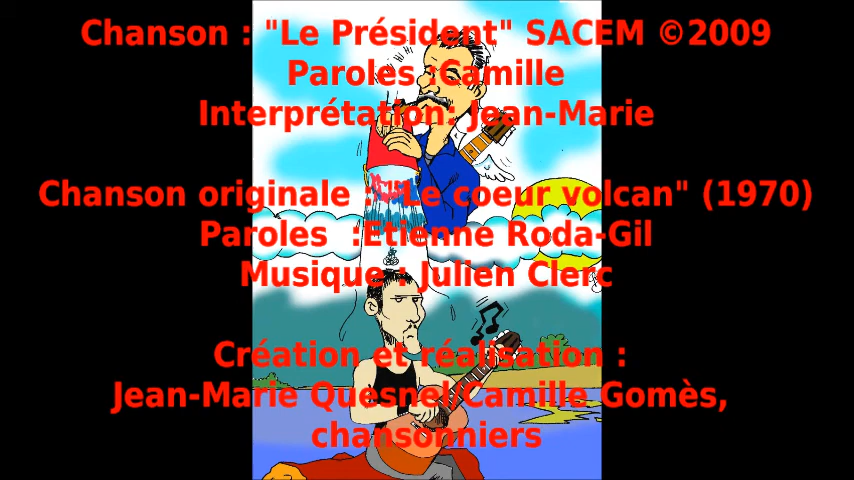 Chanson : "Le Président" SACEM ©2009
Paroles :Camille
Interprétation: Jean-Marie
Chanson originale : "Le coeur volcan" (1970)
Paroles :Etienne Roda-Gil
Musique : Julien Clerc
Création et réalisation :
Jean-Marie Quesnel/Camille Gomès,
chansonniers